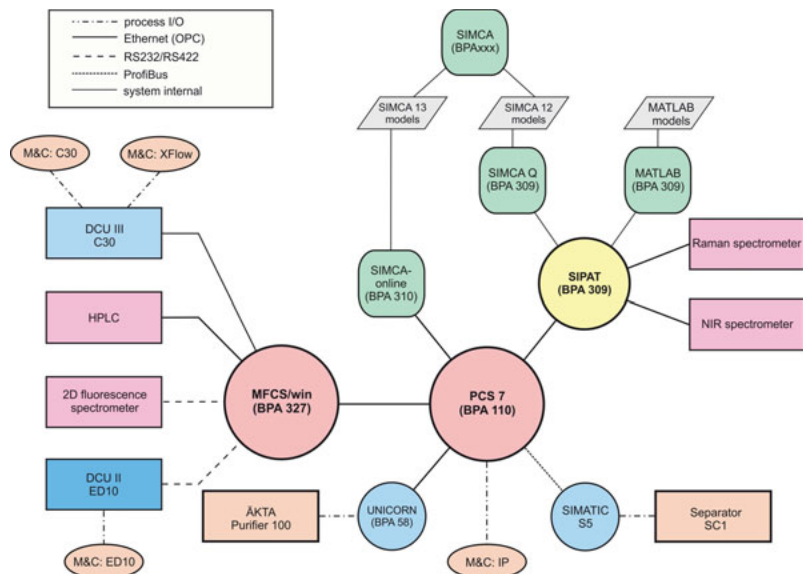 process I/O
Ethernet (OPC)
RS232/RS422
ProfiBus
system internal
SIMCA
(BPAxxx)
SIMCA 13
models
SIMCA 12
models
MATLAB
models
M&C: C30
M&C: XFlow
SIMCA Q
(BPA 309)
MATLAB
(BPA 309)
DCU III
C30
Raman spectrometer
SIMCA-
online
(BPA 310)
SIPAT
(BPA 309)
HPLC
NIR spectrometer
2D fluorescence
spectrometer
MFCS/win
(BPA 327)
PCS 7
(BPA 110)
DCU II
ED10
ÄKTA
Purifier 100
UNICORN
(BPA 58)
SIMATIC
S5
Separator
SC1
M&C: ED10
M&C: IP